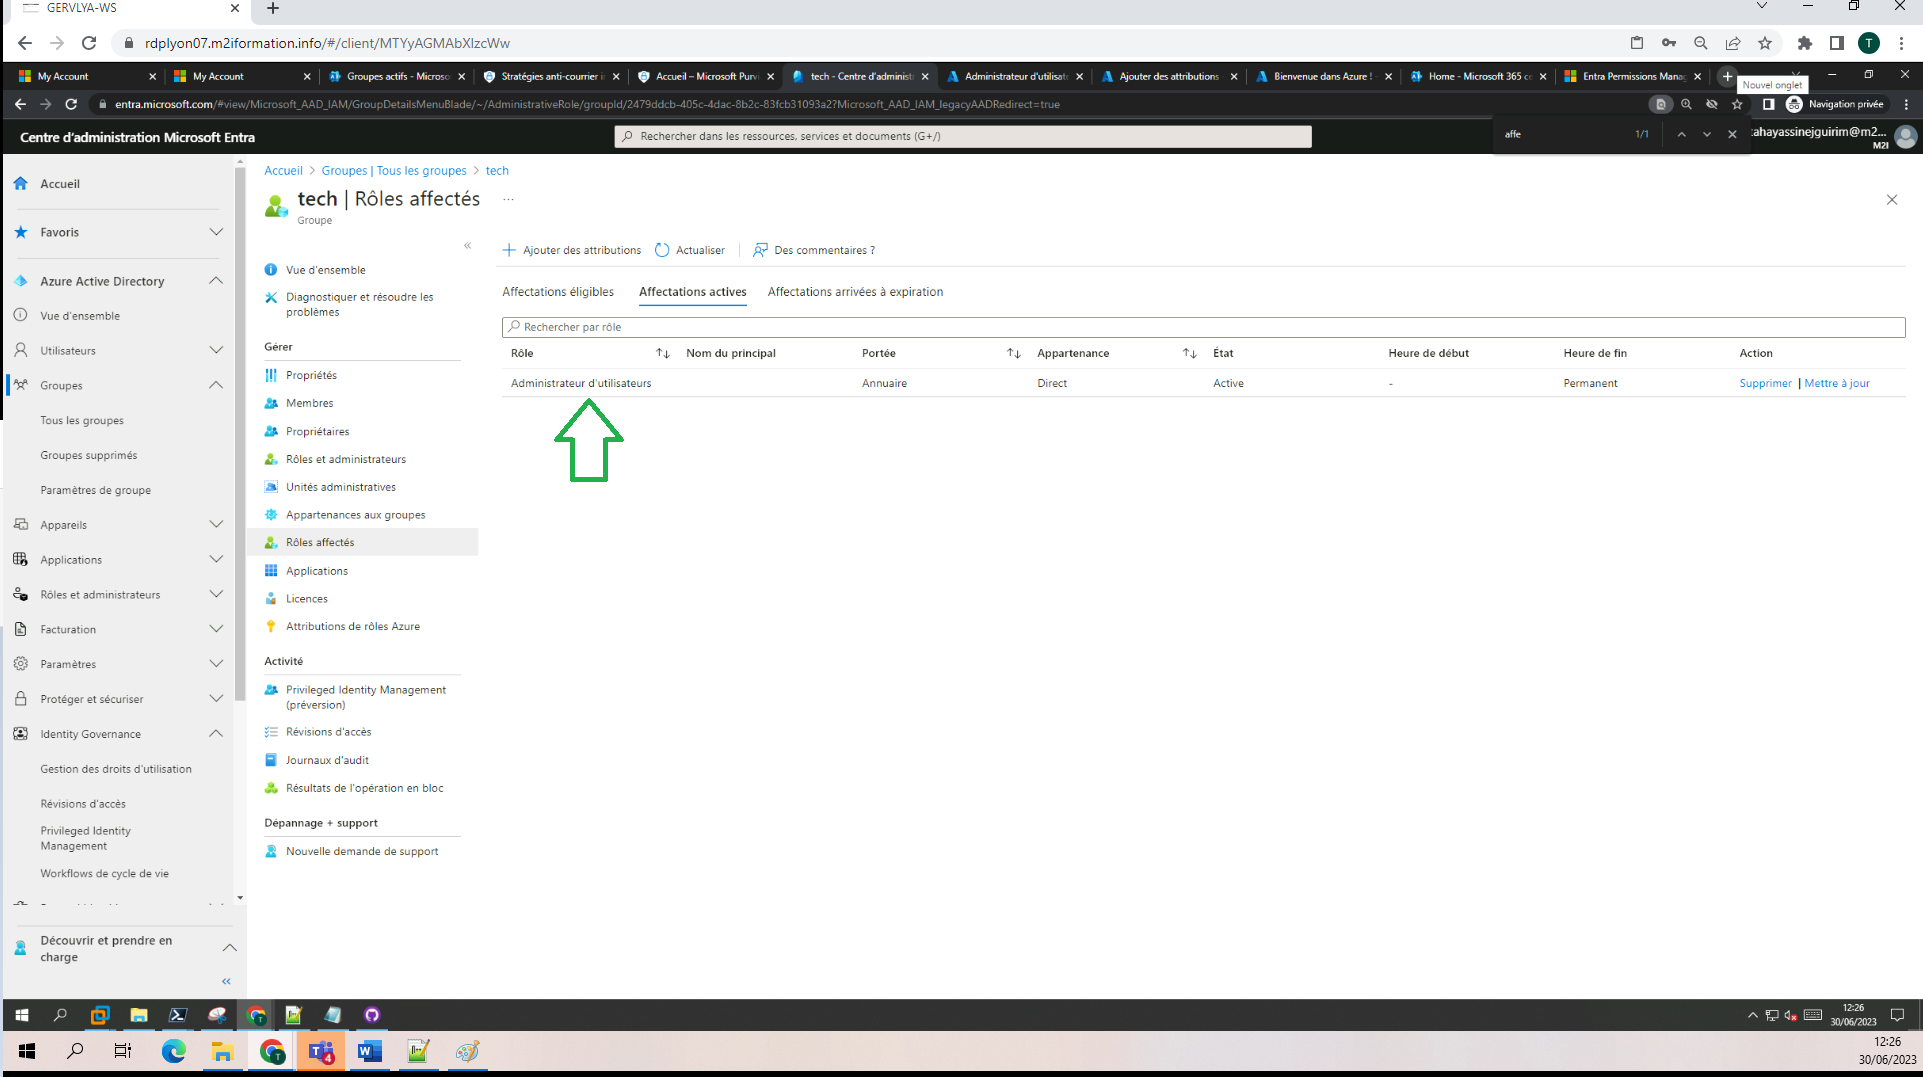 GERVLYA-WS
rdplyon07.m2iformation.info/#/client/MTYyAGMAbXlzcWw
T
My Account
My Account
Groupes actifs - Microso
Stratégies anti-courrier i
Accueil – Microsoft Purvi
tech - Centre d'administ
Administrateur d'utilisat
Ajouter des attributions
Bienvenue dans Azure !
Home - Microsoft 365 ce
Entra Permissions Manag
Nouvel onglet
entra.microsoft.com/#view/Microsoft_AAD_IAM/GroupDetailsMenuBlade/~/AdministrativeRole/groupId/2479ddcb-405c-4dac-8b2c-83fcb31093a2?Microsoft_AAD_IAM_legacyAADRedirect=true
Navigation privée
Centre d'administration Microsoft Entra
Rechercher dans les ressources, services et documents (G+/)
affe
1/1
tahayassinejguirim@m2...
M2I
Accueil
Favoris
Azure Active Directory
Vue d'ensemble
Utilisateurs
Groupes
Tous les groupes
Groupes supprimés
Paramètres de groupe
Appareils
Applications
Rôles et administrateurs
Facturation
Paramètres
Protéger et sécuriser
Identity Governance
Gestion des droits d'utilisation
Révisions d'accès
Privileged Identity
Management
Workflows de cycle de vie
Découvrir et prendre en
charge
Accueil > Groupes | Tous les groupes > tech
tech | Rôles affectés ...
Groupe
Vue d'ensemble
Diagnostiquer et résoudre les
problèmes
Gérer
Propriétés
Membres
Propriétaires
Rôles et administrateurs
Unités administratives
Appartenances aux groupes
Rôles affectés
Applications
Licences
Attributions de rôles Azure
Activité
Privileged Identity Management
(préversion)
Révisions d'accès
Journaux d'audit
Résultats de l'opération en bloc
Dépannage + support
Nouvelle demande de support
Ajouter des attributions
Actualiser
Des commentaires ?
Affectations éligibles
Affectations actives
Affectations arrivées à expiration
Rechercher par rôle
Rôle Nom du principal Portée Appartenance État Heure de début Heure de fin Action
Administrateur d'utilisateurs Annuaire Direct Active - Permanent Supprimer | Mettre à jour
12:26
30/06/2023
4
12:26
30/06/2023